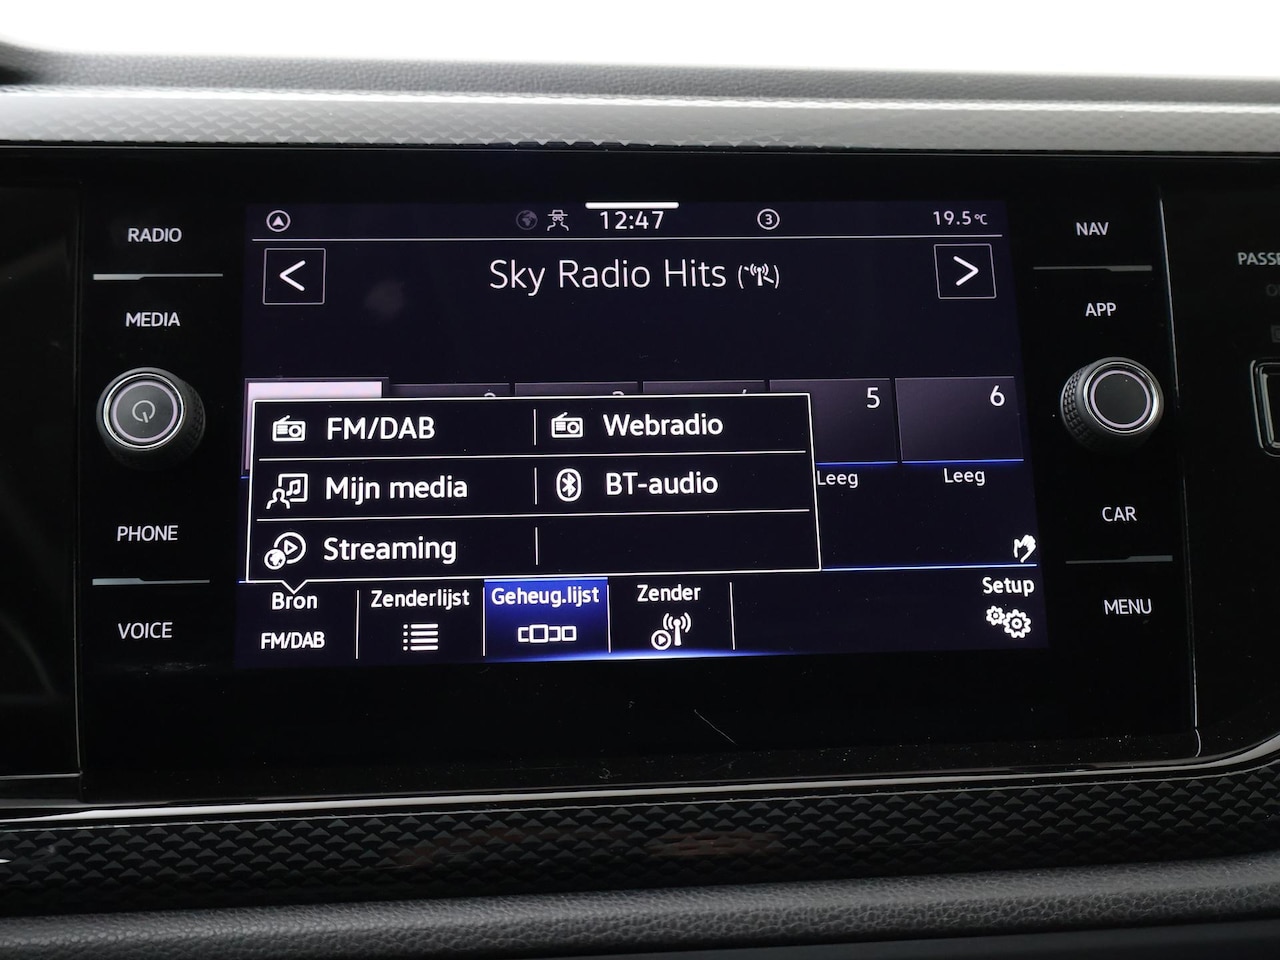 RADIO
MEDIA
PHONE
VOICE
12:47
3
19.5°C
Sky Radio Hits
5
6
Leeg
Leeg
FM/DAB
Webradio
Mijn media
BT-audio
Streaming
Bron
FM/DAB
Zenderlijst
Geheug.lijst
Zender
Setup
NAV
APP
CAR
MENU
PASSE